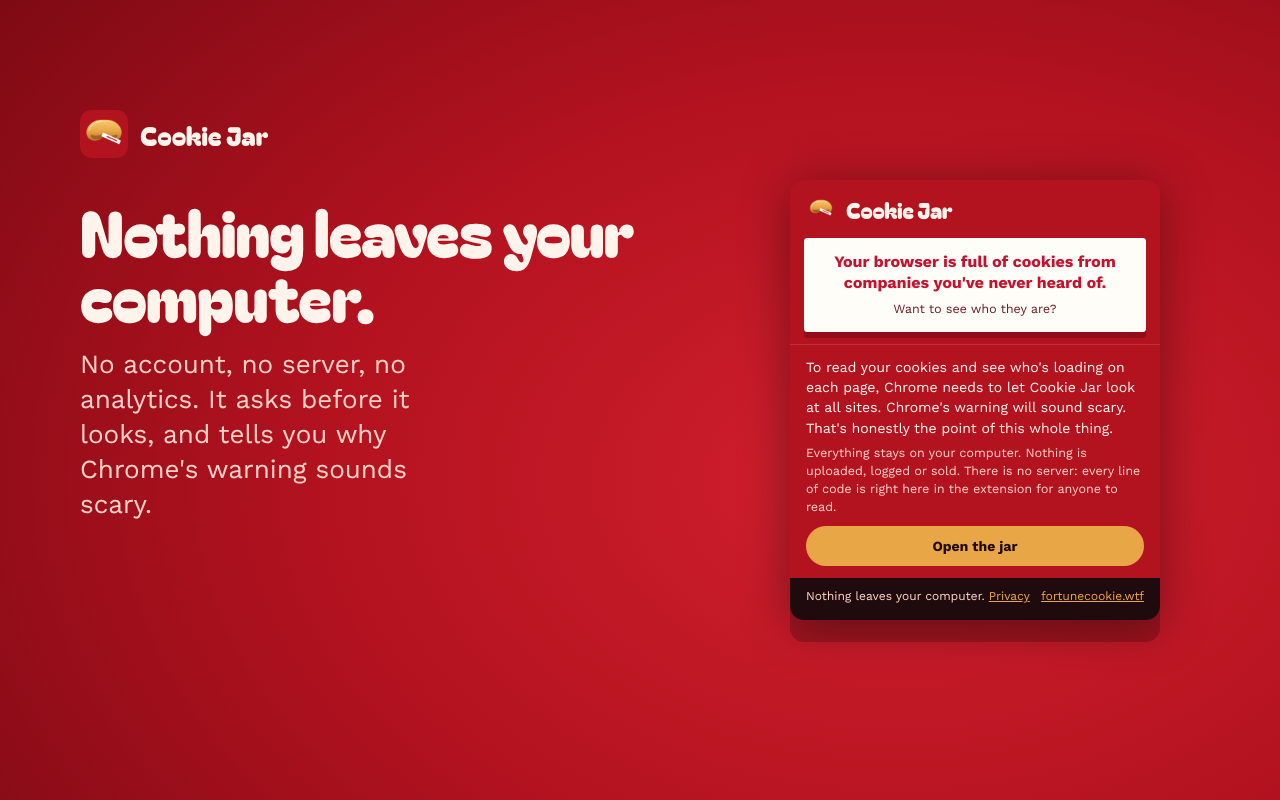 Cookie Jar
Nothing leaves your
computer.
No account, no server, no
analytics. It asks before it
looks, and tells you why
Chrome's warning sounds
scary.
Cookie Jar
Your browser is full of cookies from
companies you've never heard of.
Want to see who they are?
To read your cookies and see who's loading on
each page, Chrome needs to let Cookie Jar look
at all sites. Chrome's warning will sound scary.
That's honestly the point of this whole thing.
Everything stays on your computer. Nothing is
uploaded, logged or sold. There is no server: every line
of code is right here in the extension for anyone to
read.
Open the jar
Nothing leaves your computer. Privacy fortunecookie.wtf